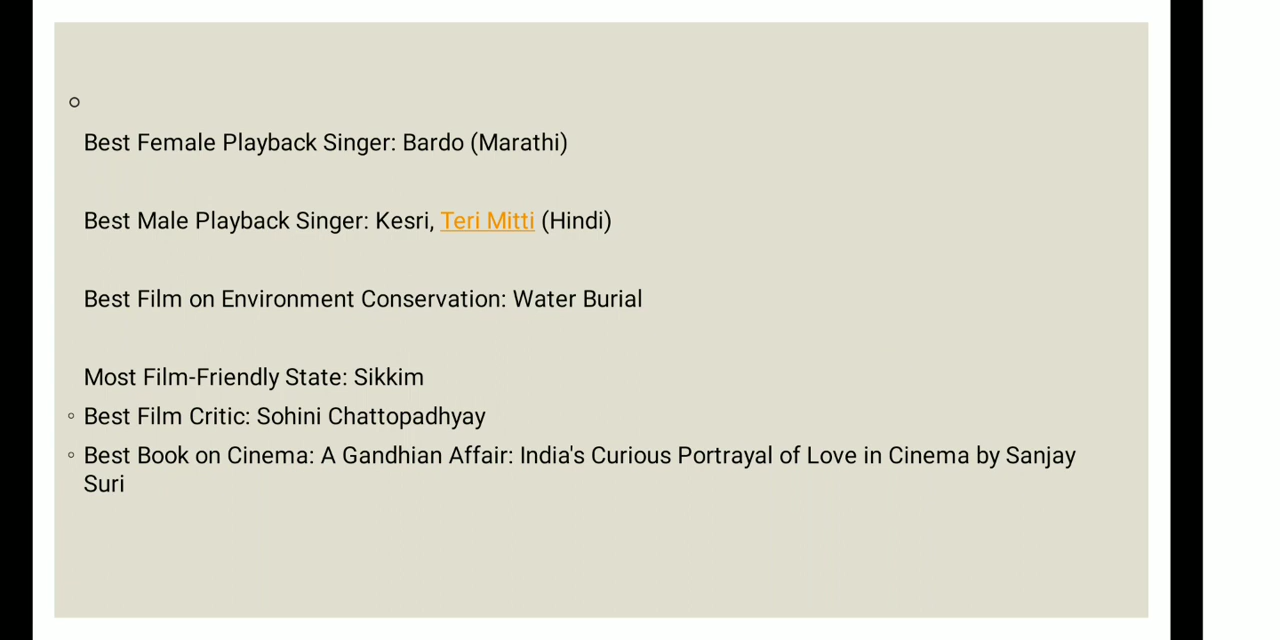 Best Female Playback Singer: Bardo (Marathi)
Best Male Playback Singer: Kesri, Teri Mitti (Hindi)
Best Film on Environment Conservation: Water Burial
Most Film-Friendly State: Sikkim
Best Film Critic: Sohini Chattopadhyay
Best Book on Cinema: A Gandhian Affair: India's Curious Portrayal of Love in Cinema by Sanjay
Suri